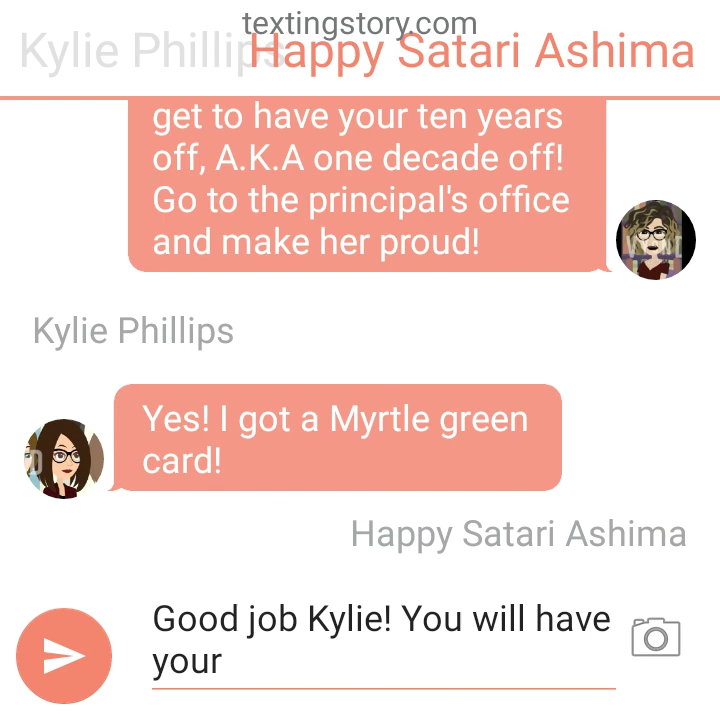 textingstory.com
Kylie Phillips Happy Satari Ashima
get to have your ten years
off, A.K.A one decade off!
Go to the principal's office
and make her proud!
Kylie Phillips
Yes! I got a Myrtle green
card!
Happy Satari Ashima
Good job Kylie! You will have
your